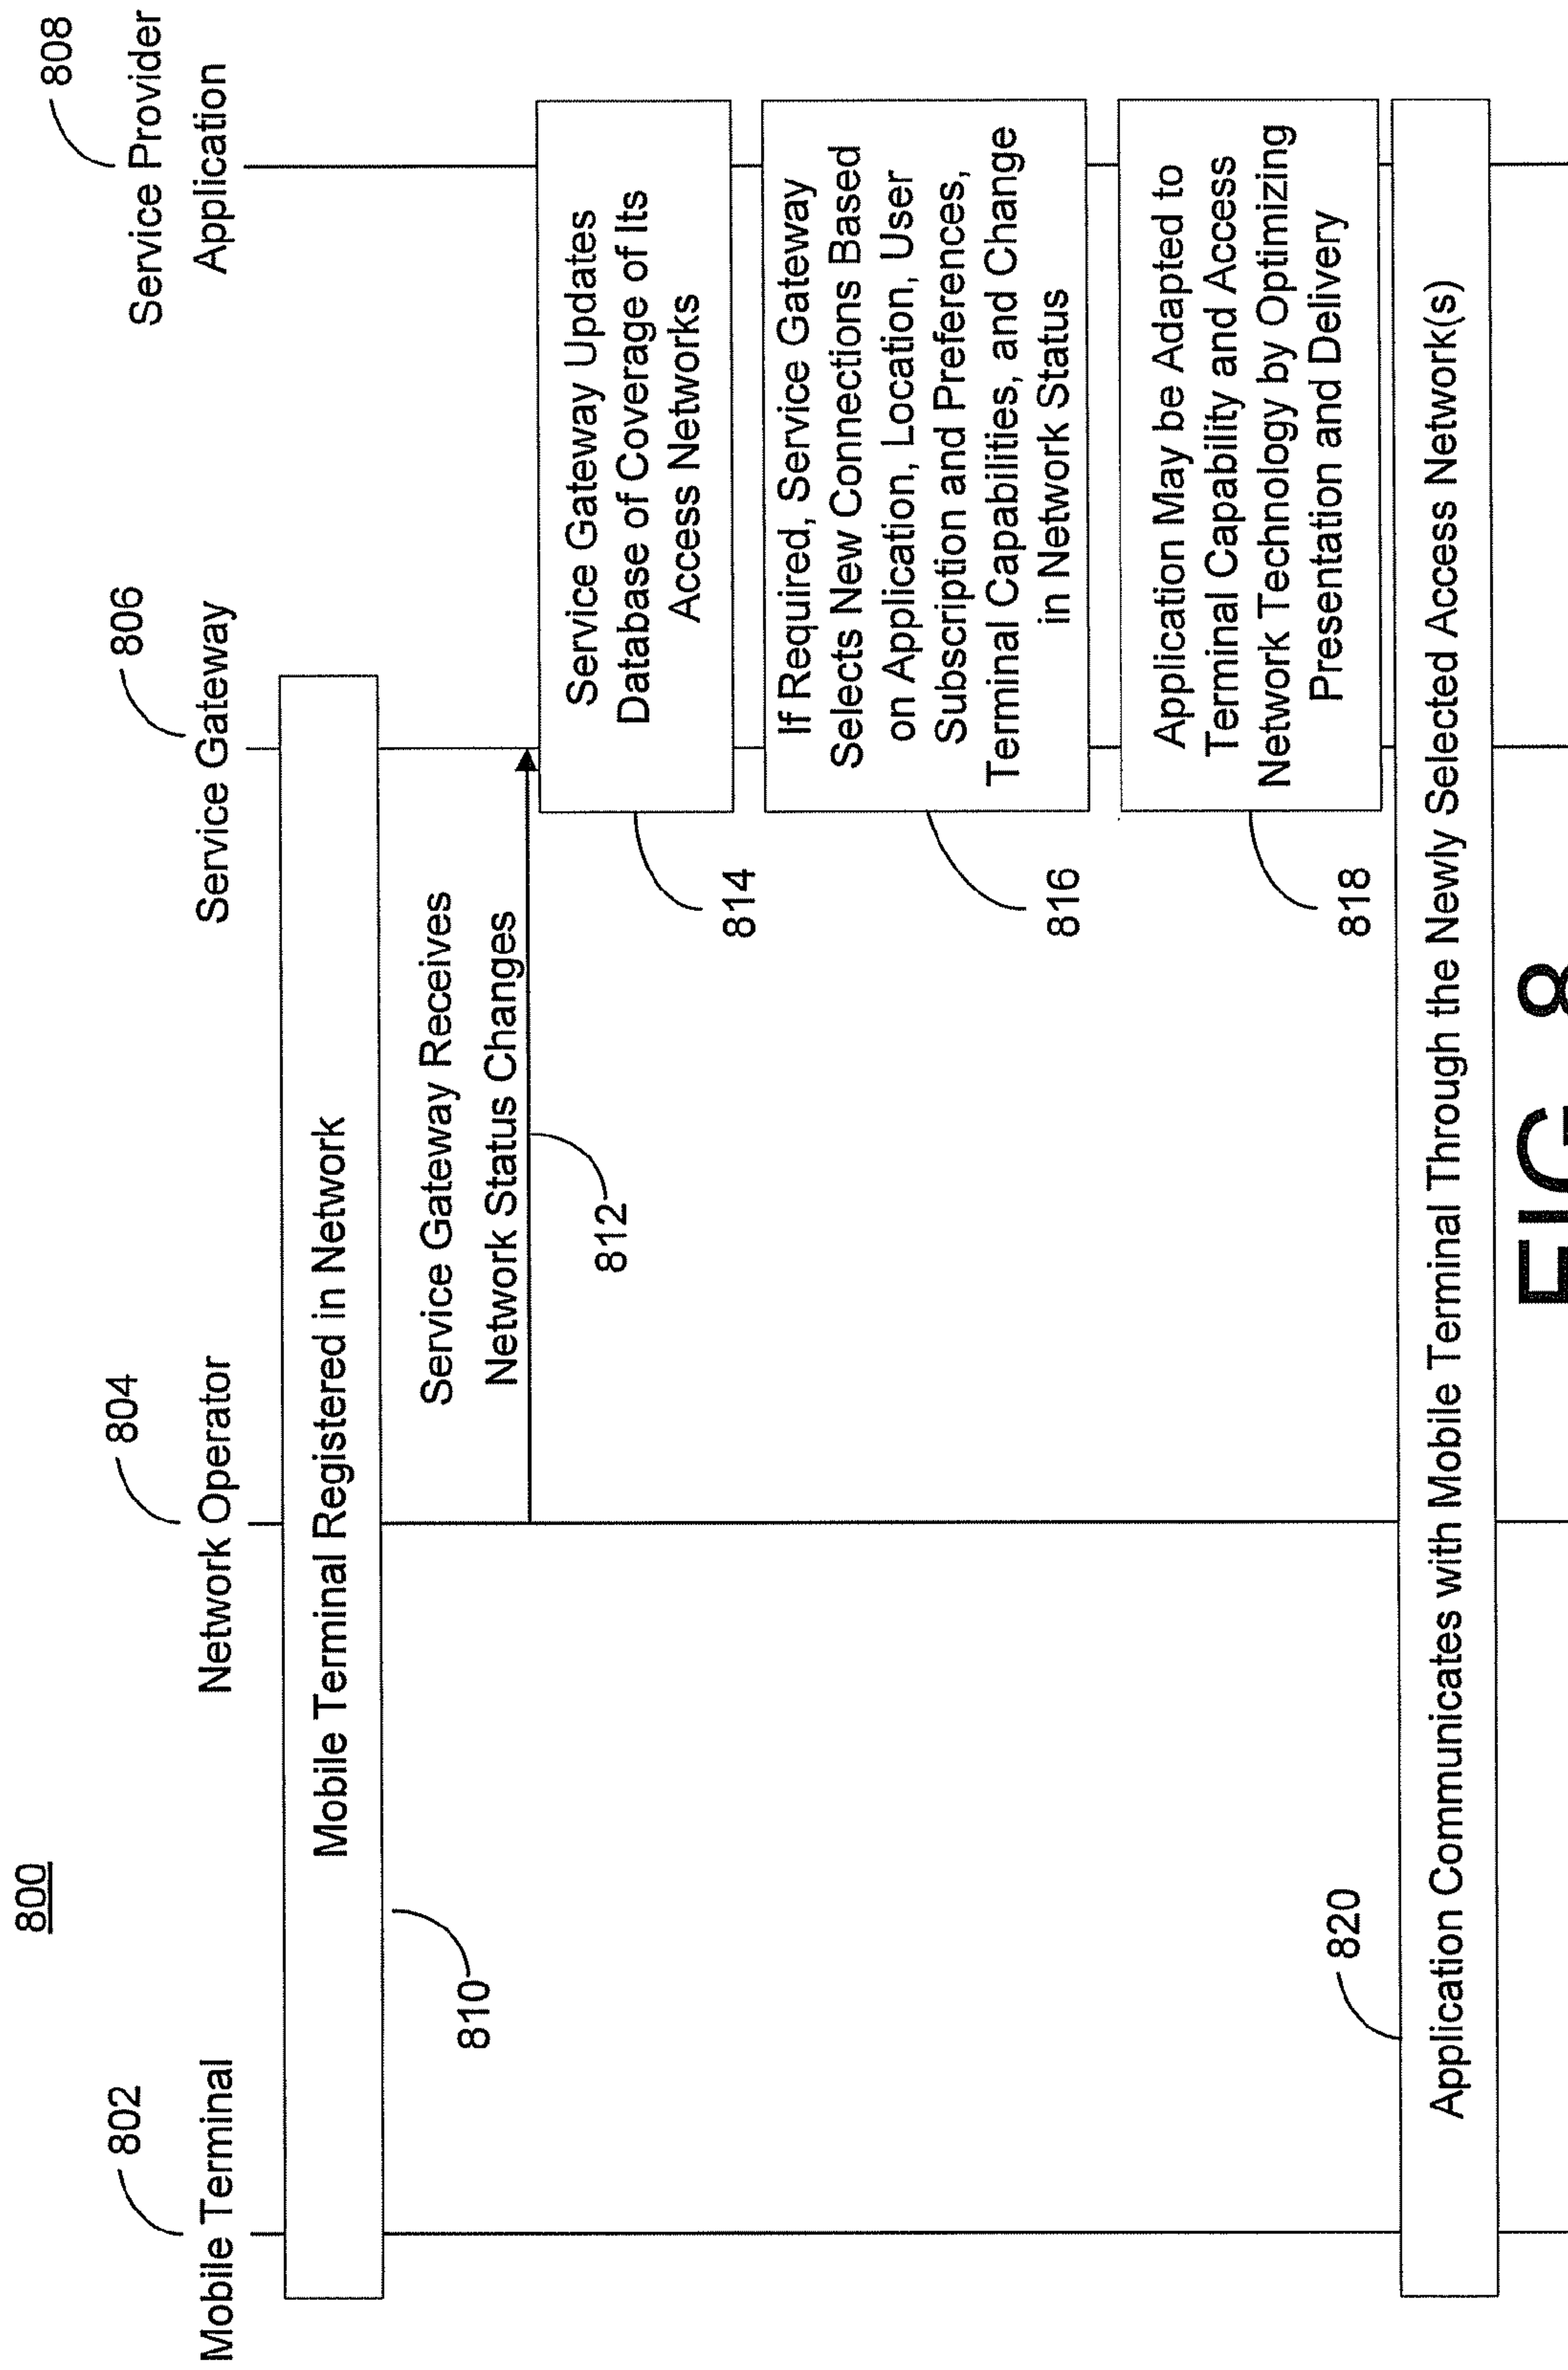 800
802
804
806
808
Mobile Terminal
Network Operator
Service Gateway
Service Provider
Application
Mobile Terminal Registered in Network
810
Service Gateway Receives
Network Status Changes
812
Service Gateway Updates
Database of Coverage of Its
Access Networks
814
If Required, Service Gateway
Selects New Connections Based
on Application, Location, User
Subscription and Preferences,
Terminal Capabilities, and Change
in Network Status
816
Application May be Adapted to
Terminal Capability and Access
Network Technology by Optimizing
Presentation and Delivery
818
820
Application Communicates with Mobile Terminal Through the Newly Selected Access Network(s)
FIG. 8